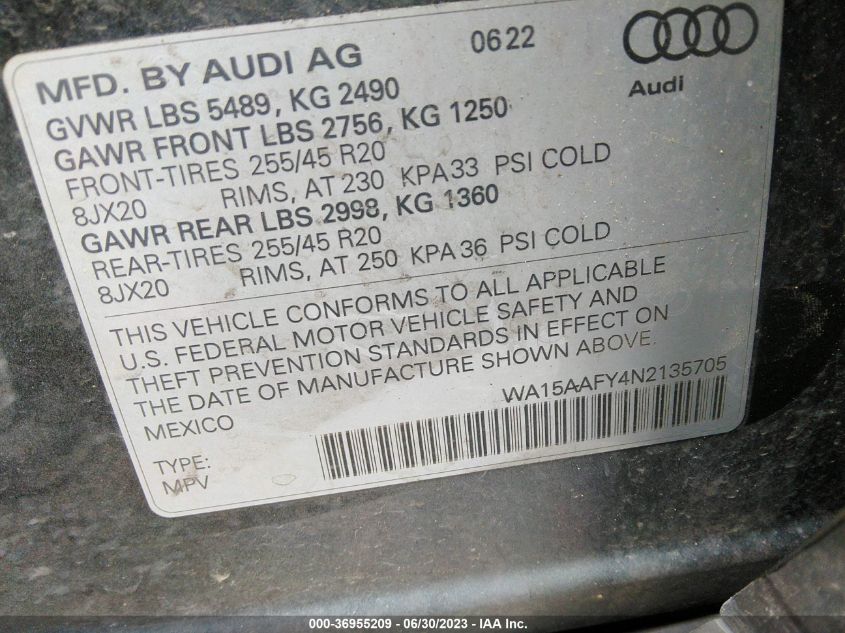 MFD. BY AUDI AG 0622
Audi
GVWR LBS 5489, KG 2490
GAWR FRONT LBS 2756, KG 1250
FRONT-TIRES 255/45 R20
8JX20 RIMS, AT 230 KPA 33 PSI COLD
GAWR REAR LBS 2998, KG 1360
REAR-TIRES 255/45 R20
8JX20 RIMS, AT 250 KPA 36 PSI COLD
THIS VEHICLE CONFORMS TO ALL APPLICABLE
U.S. FEDERAL MOTOR VEHICLE SAFETY AND
THEFT PREVENTION STANDARDS IN EFFECT ON
THE DATE OF MANUFACTURE SHOWN ABOVE.
MEXICO WA15AAFY4N2135705
TYPE:
MPV
000-36955209 - 06/30/2023 - IAA Inc.